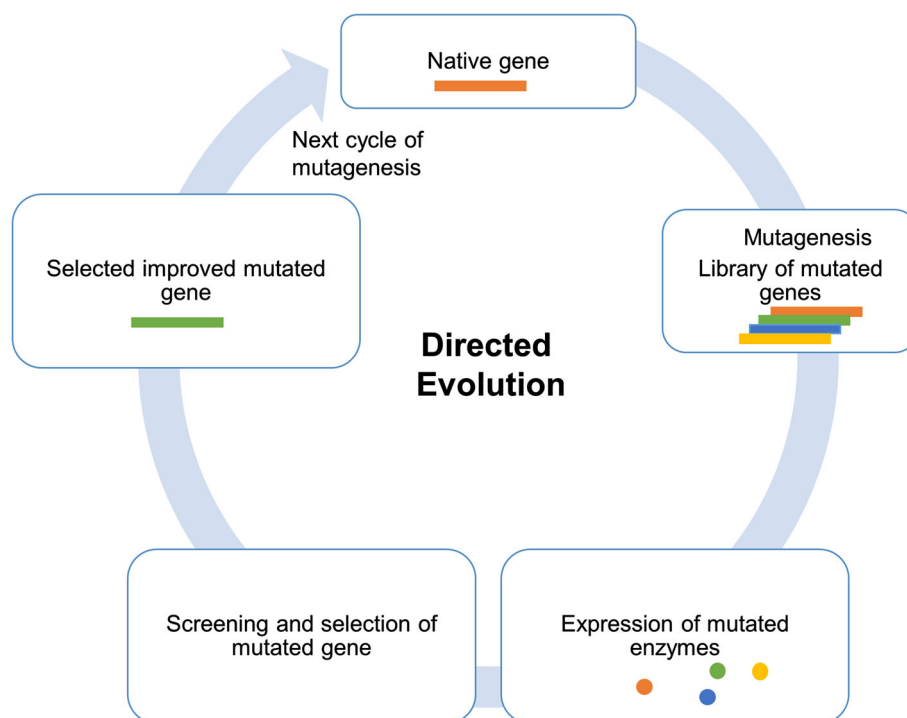 Native gene
Next cycle of
mutagenesis
Mutagenesis
Library of mutated
genes
Selected improved mutated
gene
Directed
Evolution
Screening and selection of
mutated gene
Expression of mutated
enzymes